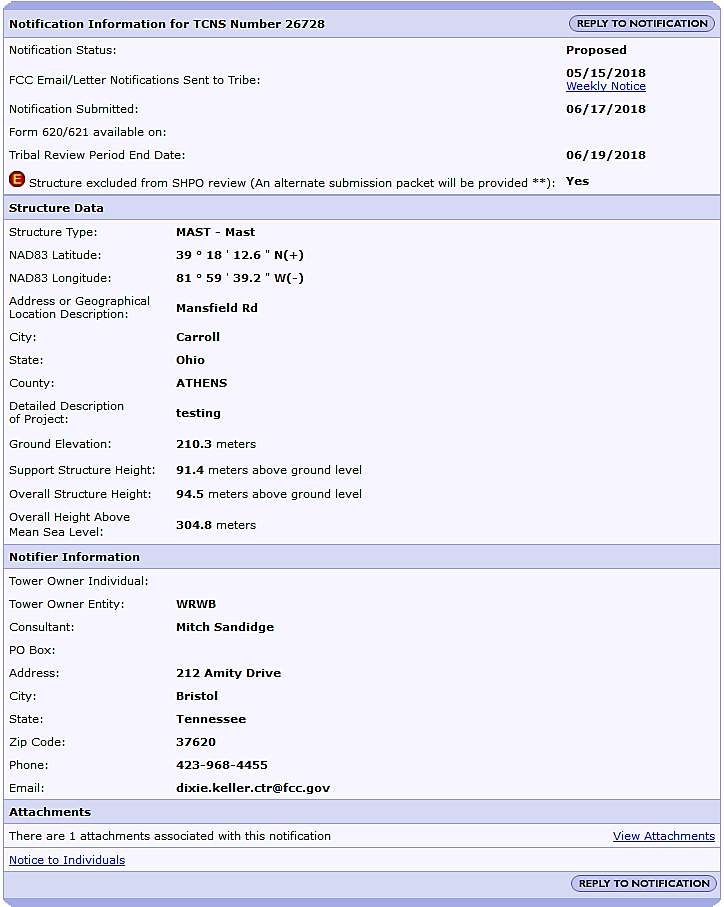 Notification Information for TCNS Number 26728 REPLY TO NOTIFICATION
Notification Status: Proposed
FCC Email/Letter Notifications Sent to Tribe: 05/15/2018
Weekly Notice
Notification Submitted: 06/17/2018
Form 620/621 available on:
Tribal Review Period End Date: 06/19/2018
E Structure excluded from SHPO review (An alternate submission packet will be provided **): Yes
Structure Data
Structure Type: MAST - Mast
NAD83 Latitude: 39 ° 18 ' 12.6 " N(+)
NAD83 Longitude: 81 ° 59 ' 39.2 " W(-)
Address or Geographical
Location Description: Mansfield Rd
City: Carroll
State: Ohio
County: ATHENS
Detailed Description
of Project: testing
Ground Elevation: 210.3 meters
Support Structure Height: 91.4 meters above ground level
Overall Structure Height: 94.5 meters above ground level
Overall Height Above
Mean Sea Level: 304.8 meters
Notifier Information
Tower Owner Individual:
Tower Owner Entity: WRWB
Consultant: Mitch Sandidge
PO Box:
Address: 212 Amity Drive
City: Bristol
State: Tennessee
Zip Code: 37620
Phone: 423-968-4455
Email: dixie.keller.ctr@fcc.gov
Attachments
There are 1 attachments associated with this notification View Attachments
Notice to Individuals
REPLY TO NOTIFICATION